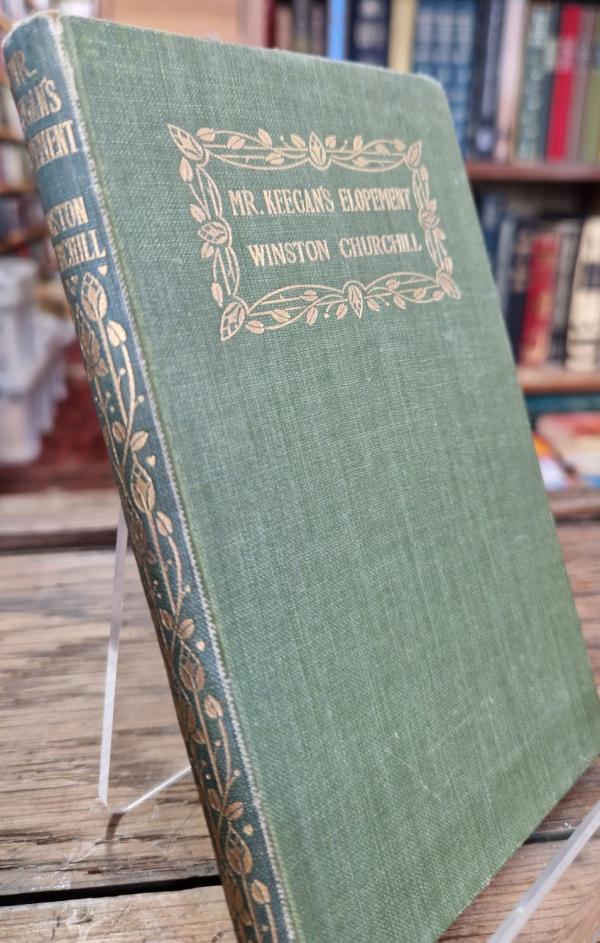 MR. KEEGAN'S ELOPEMENT
WINSTON CHURCHILL
MR.
KEEGAN'S
ELOPEMENT
WINSTON
CHURCHILL